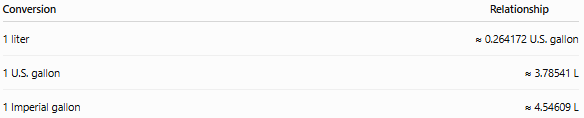 Conversion Relationship
1 liter ≈ 0.264172 U.S. gallon
1 U.S. gallon ≈ 3.78541 L
1 Imperial gallon ≈ 4.54609 L